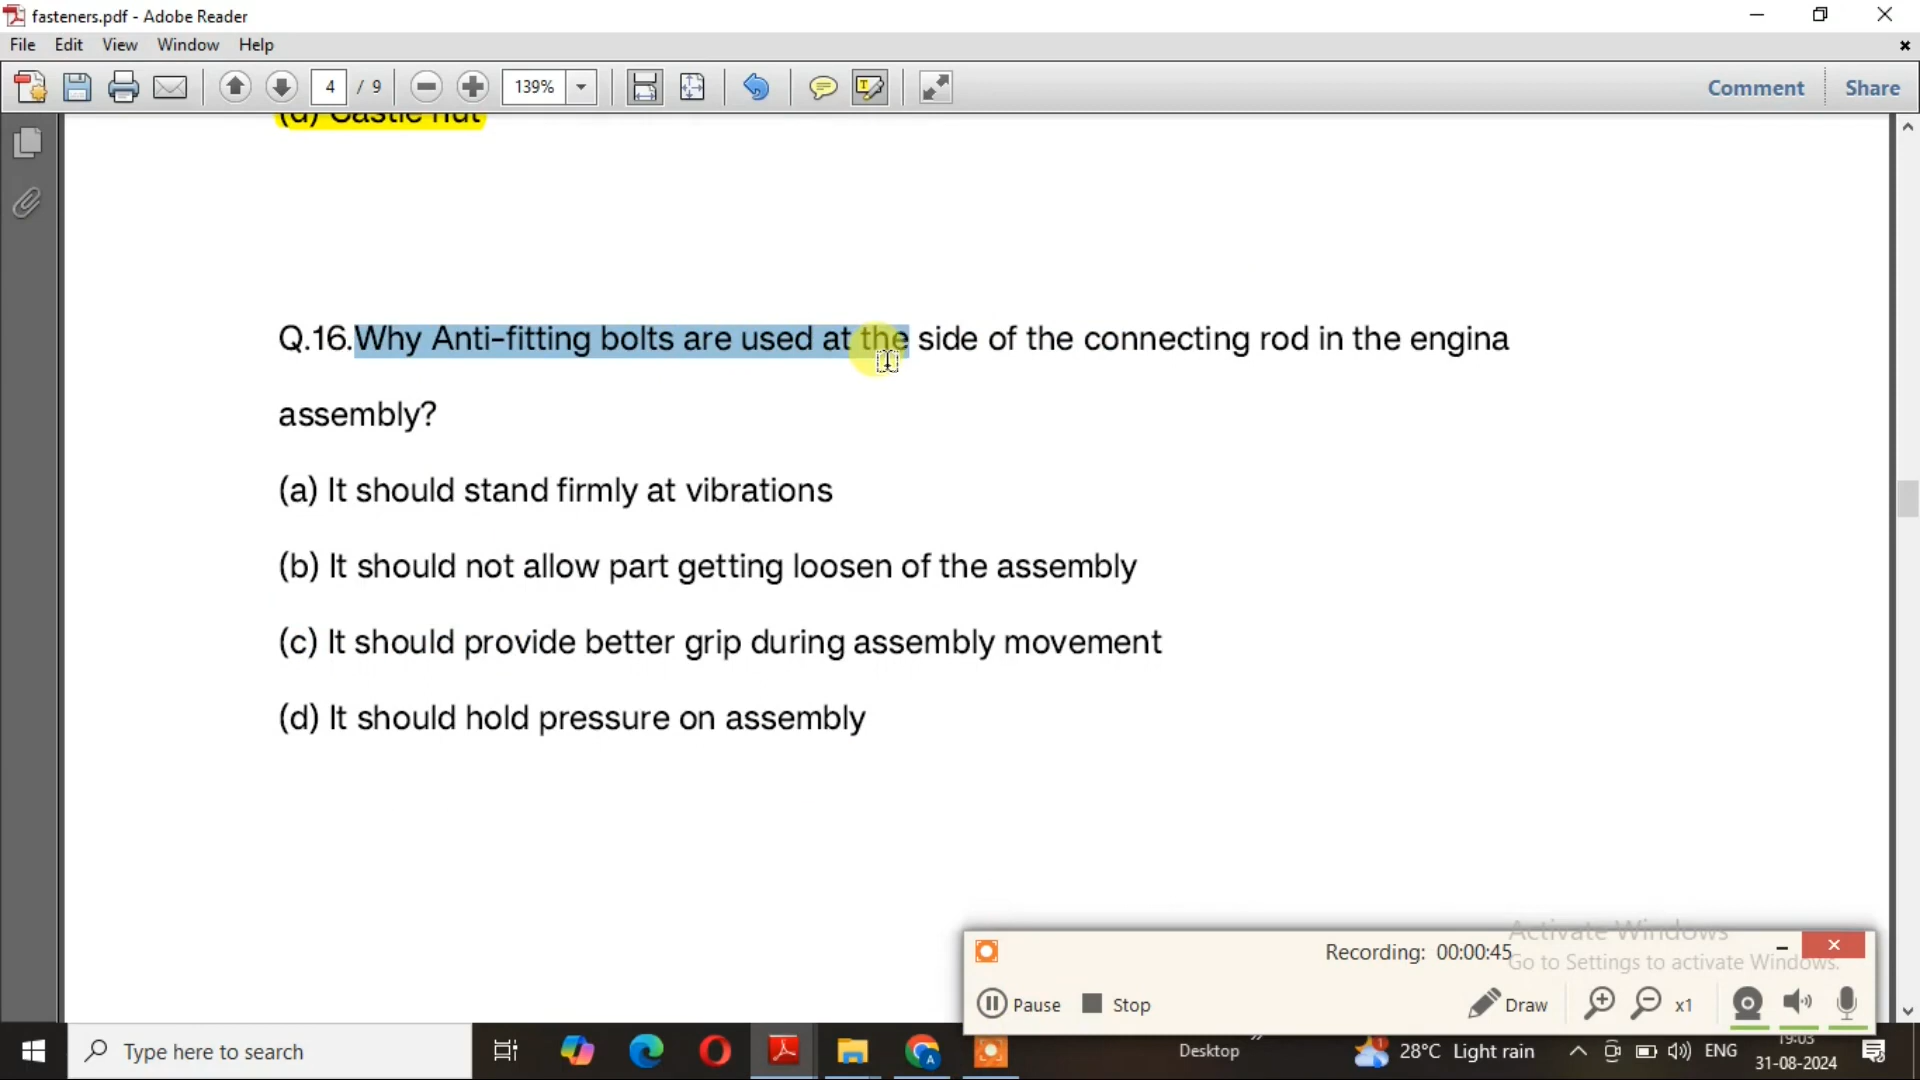 fasteners.pdf - Adobe Reader
File Edit View Window Help
4 / 9 139% Comment Share
(d) Castle nut
Q.16.Why Anti-fitting bolts are used at the side of the connecting rod in the engina
assembly?
(a) It should stand firmly at vibrations
(b) It should not allow part getting loosen of the assembly
(c) It should provide better grip during assembly movement
(d) It should hold pressure on assembly
Activate Windows
Recording: 00:00:45
Go to Settings to activate Windows.
Pause Stop Draw x1
Type here to search
Desktop
28°C Light rain
ENG
19:03
31-08-2024